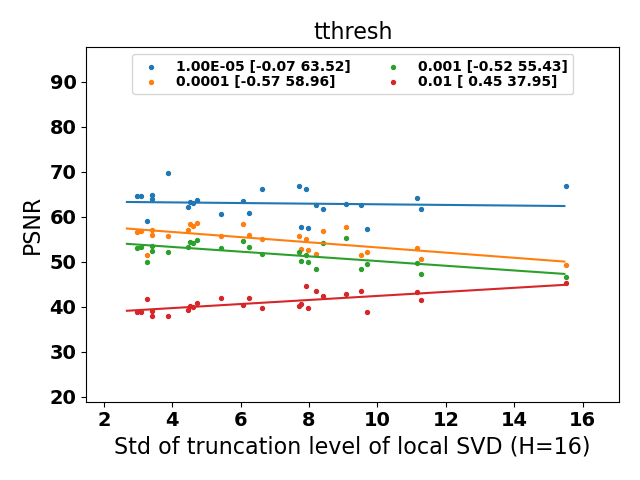 tthresh
1.00E-05 [-0.07 63.52]
0.0001 [-0.57 58.96]
0.001 [-0.52 55.43]
0.01 [ 0.45 37.95]
PSNR
90
80
70
60
50
40
30
20
2 4 6 8 10 12 14 16
Std of truncation level of local SVD (H=16)